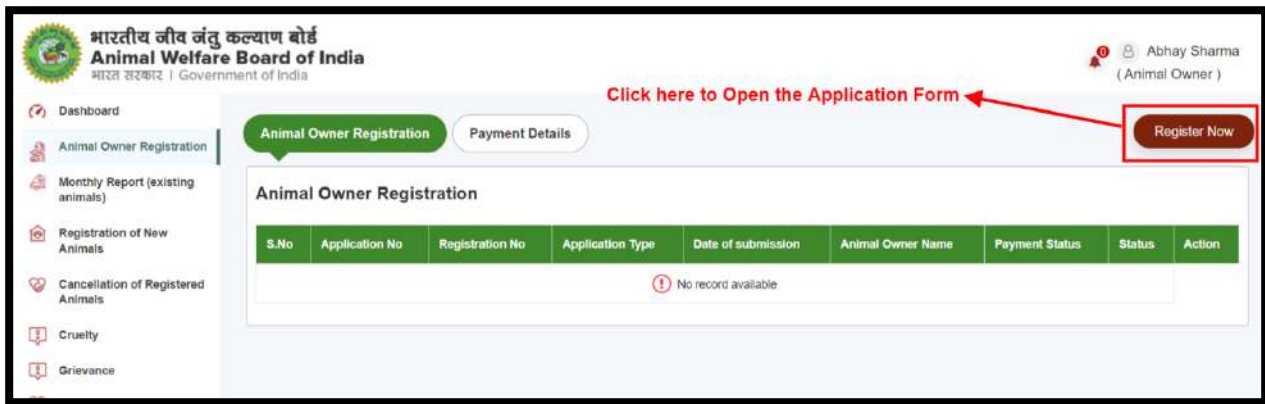 भारतीय जीव जंतु कल्याण बोर्ड
Animal Welfare Board of India
भारत सरकार | Government of India
0
Abhay Sharma
( Animal Owner )
Click here to Open the Application Form
Dashboard
Animal Owner Registration
Monthly Report (existing
animals)
Registration of New
Animals
Cancellation of Registered
Animals
Cruelty
Grievance
Animal Owner Registration
Payment Details
Register Now
Animal Owner Registration
S.No Application No Registration No Application Type Date of submission Animal Owner Name Payment Status Status Action
No record available